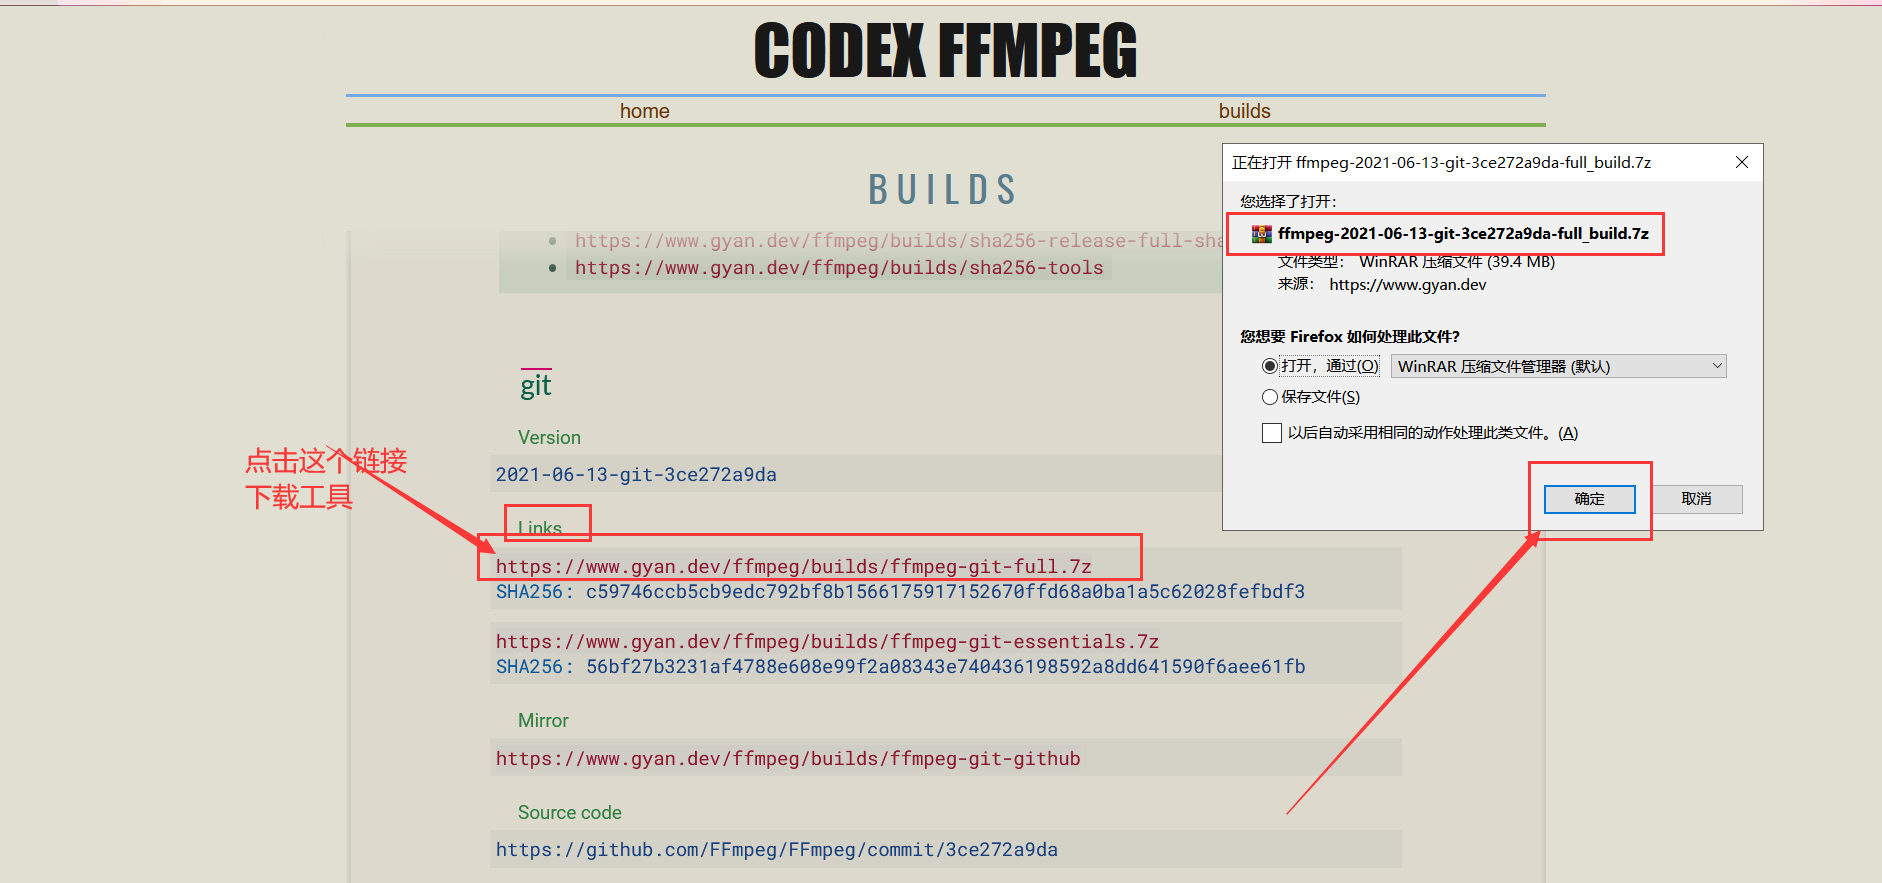 CODEX FFMPEG
home
builds
BUILDS
https://www.gyan.dev/ffmpeg/builds/sha256-release-full-sha
https://www.gyan.dev/ffmpeg/builds/sha256-tools
git
Version
2021-06-13-git-3ce272a9da
点击这个链接
下载工具
Links
https://www.gyan.dev/ffmpeg/builds/ffmpeg-git-full.7z
SHA256: c59746ccb5cb9edc792bf8b1566175917152670ffd68a0ba1a5c62028fefbdf3
https://www.gyan.dev/ffmpeg/builds/ffmpeg-git-essentials.7z
SHA256: 56bf27b3231af4788e608e99f2a08343e740436198592a8dd641590f6aee61fb
Mirror
https://www.gyan.dev/ffmpeg/builds/ffmpeg-git-github
Source code
https://github.com/FFmpeg/FFmpeg/commit/3ce272a9da
正在打开 ffmpeg-2021-06-13-git-3ce272a9da-full_build.7z
您选择了打开：
ffmpeg-2021-06-13-git-3ce272a9da-full_build.7z
文件类型： WinRAR 压缩文件 (39.4 MB)
来源： https://www.gyan.dev
您想要 Firefox 如何处理此文件?
打开，通过(O)
WinRAR 压缩文件管理器 (默认)
保存文件(S)
以后自动采用相同的动作处理此类文件。(A)
确定
取消